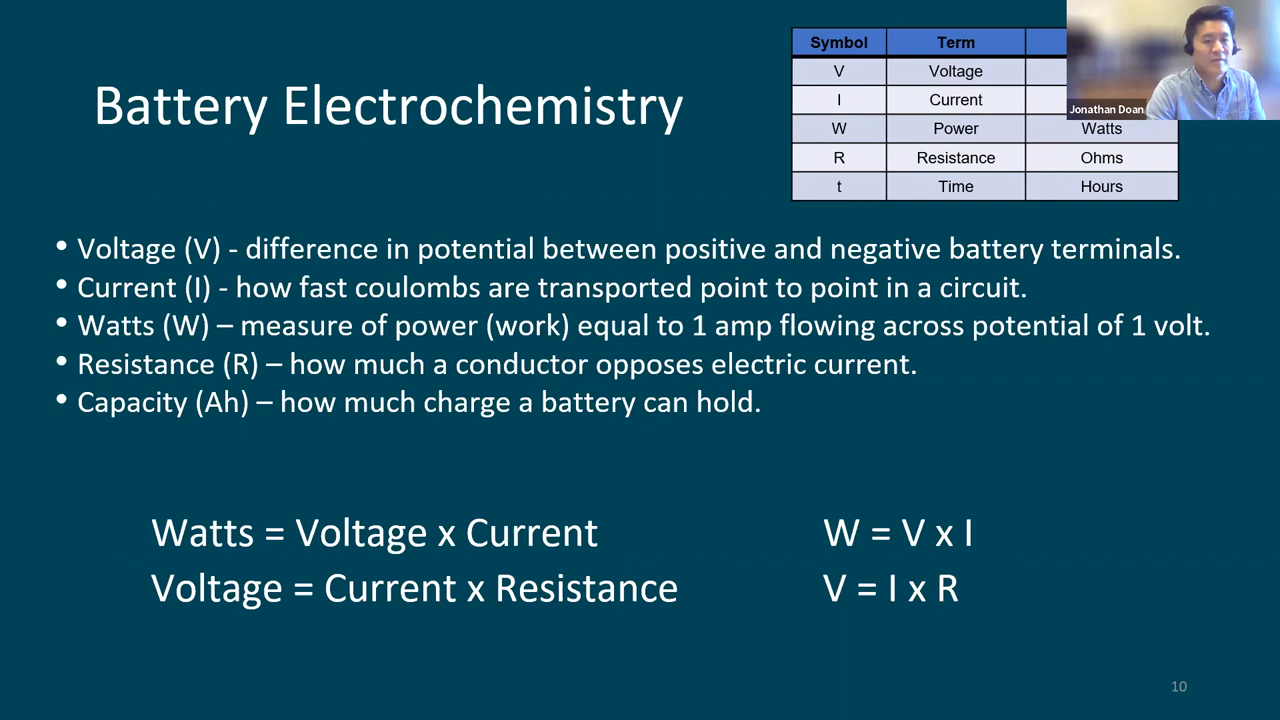 Battery Electrochemistry
Symbol Term
V Voltage
I Current
W Power Watts
R Resistance Ohms
t Time Hours
Jonathan Doan
• Voltage (V) - difference in potential between positive and negative battery terminals.
• Current (I) - how fast coulombs are transported point to point in a circuit.
• Watts (W) – measure of power (work) equal to 1 amp flowing across potential of 1 volt.
• Resistance (R) – how much a conductor opposes electric current.
• Capacity (Ah) – how much charge a battery can hold.
Watts = Voltage x Current W = V x I
Voltage = Current x Resistance V = I x R
10